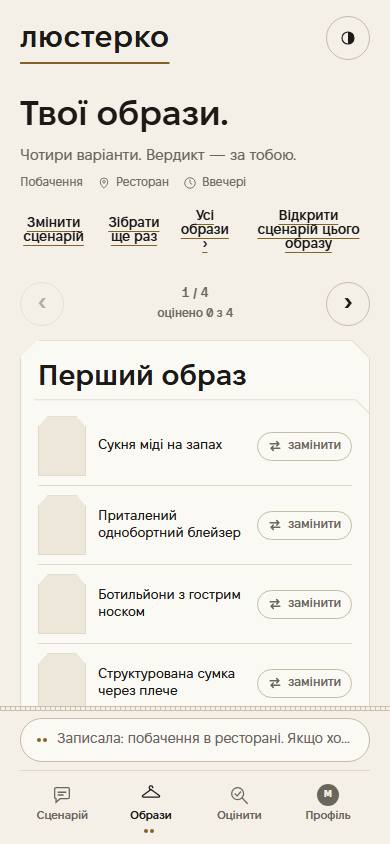 люстерко
Твої образи.
Чотири варіанти. Вердикт — за тобою.
Побачення Ресторан Ввечері
Змінити
сценарій
Зібрати
ще раз
Усі
образи
›
Відкрити
сценарій цього
образу
‹
1 / 4
оцінено 0 з 4
›
Перший образ
Сукня міді на запах
замінити
Приталений
однобортний блейзер
замінити
Ботильйони з гострим
носком
замінити
Структурована сумка
через плече
замінити
Записала: побачення в ресторані. Якщо хо...
Сценарій
Образи
Оцінити
М
Профіль